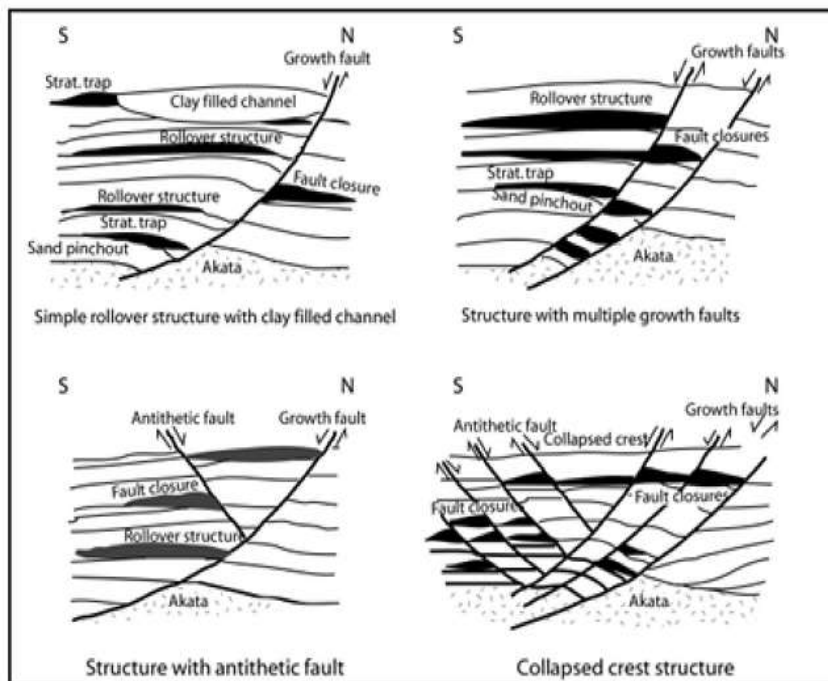 S N
Growth fault
Strat. trap
Clay filled channel
Rollover structure
Fault closure
Rollover structure
Strat. trap
Sand pinchout
Akata
Simple rollover structure with clay filled channel
S N
Growth faults
Rollover structure
Fault closures
Strat. trap
Sand pinchout
Akata
Structure with multiple growth faults
S N
Antithetic fault Growth fault
Fault closure
Rollover structure
Akata
Structure with antithetic fault
S N
Growth faults
Antithetic fault
Collapsed crest
Fault closures
Fault closures
Akata
Collapsed crest structure